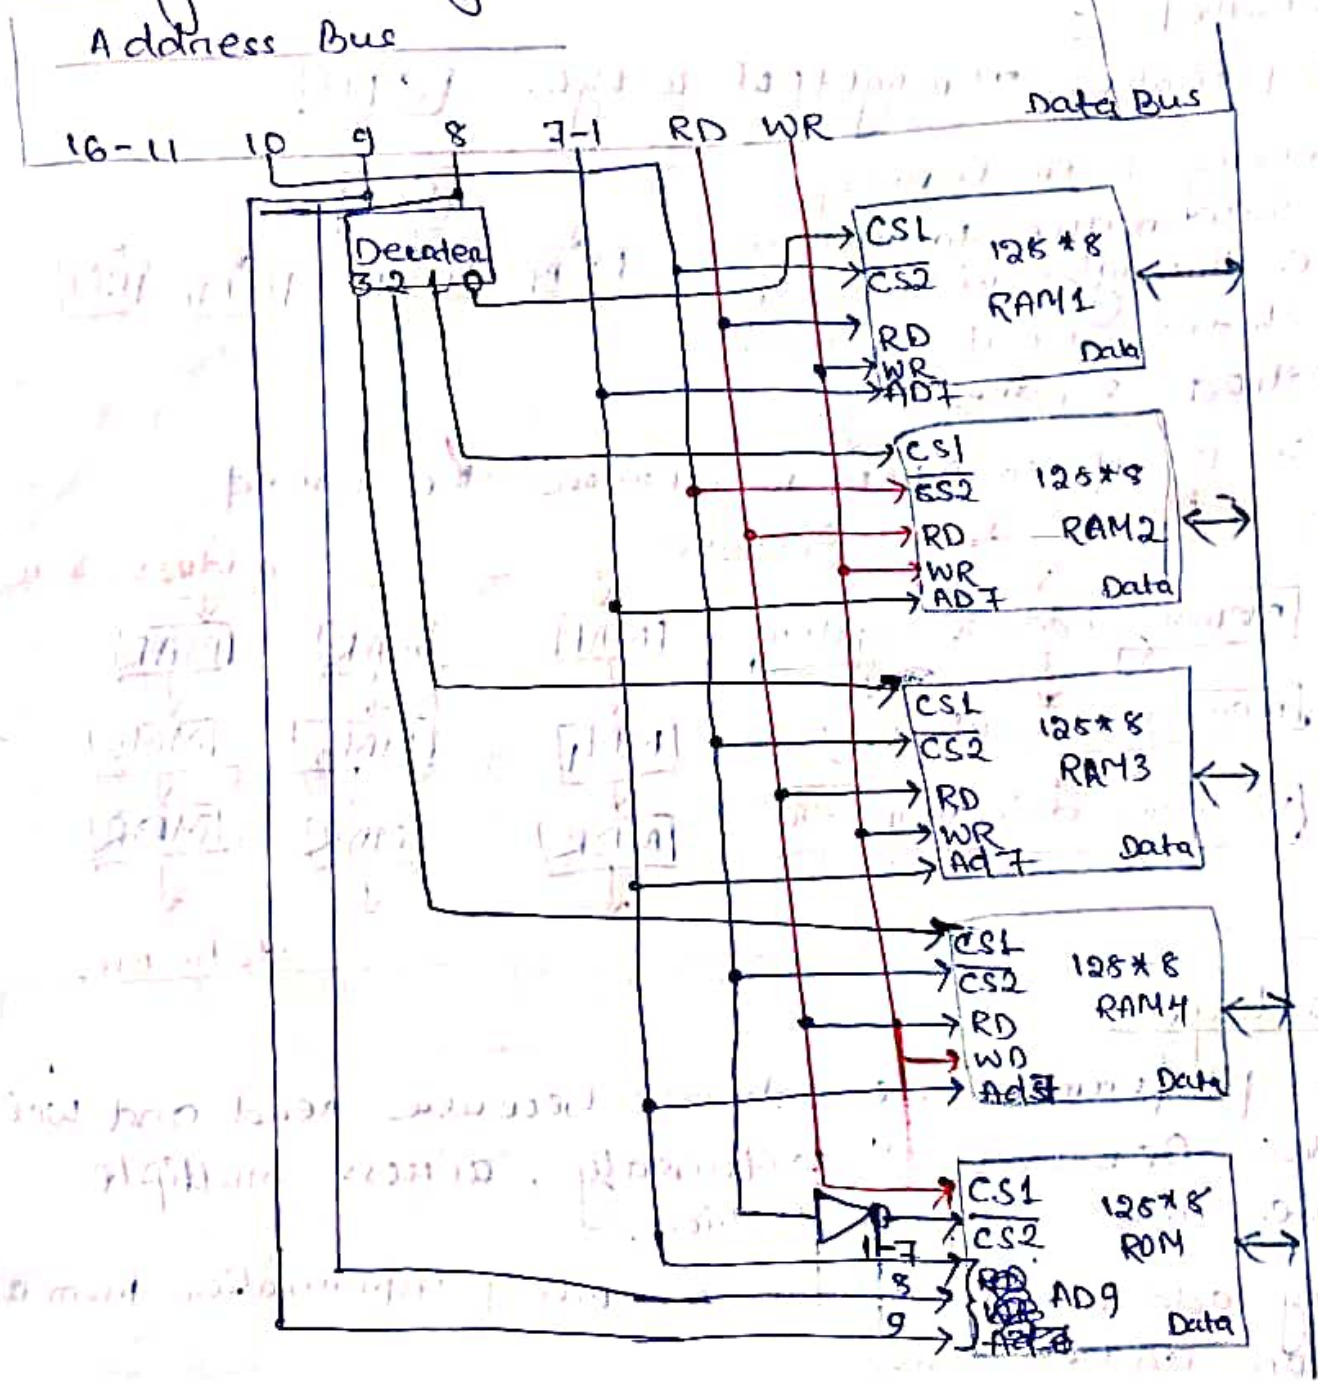 Address Bus
Data Bus
16-11 10 9 8 7-1 RD WR
Decoder
3 2 1 0
CS1
CS2
RD
WR
AD7
128*8
RAM1
Data
CS1
CS2
RD
WR
AD7
128*8
RAM2
Data
CS1
CS2
RD
WR
Ad7
128*8
RAM3
Data
CS1
CS2
RD
WD
Ad7
128*8
RAM4
Data
CS1
CS2
128*8
ROM
1-7
8
9
AD9
Data